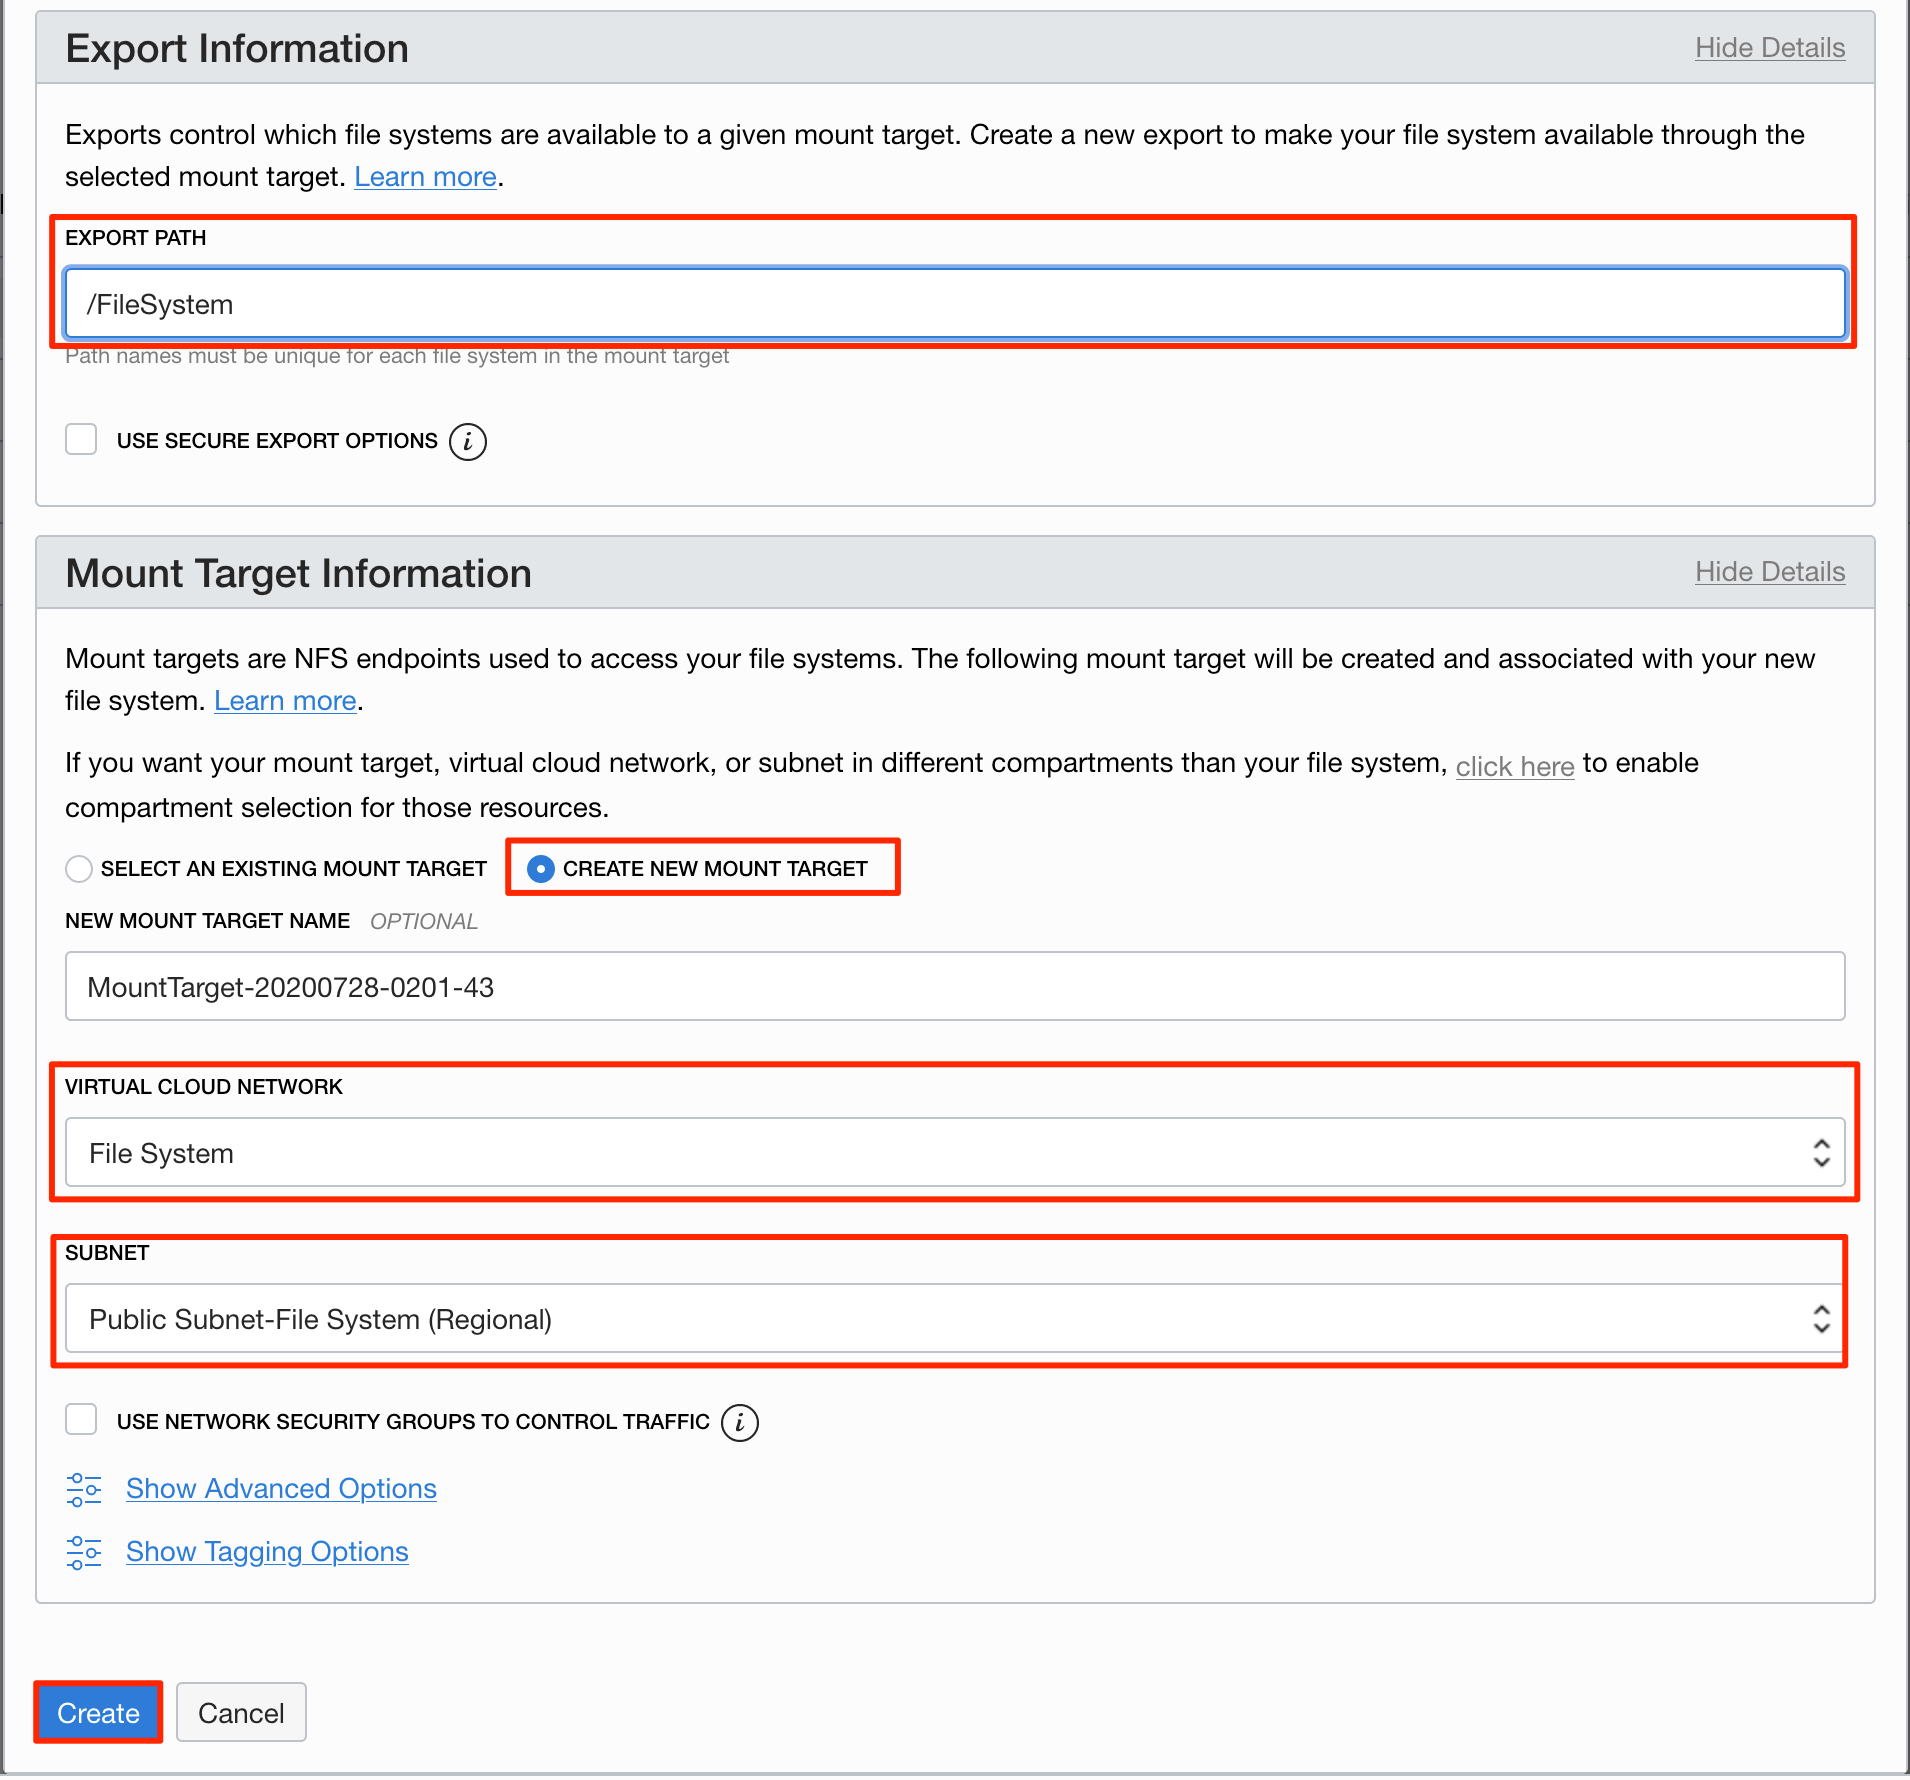 Export Information
Hide Details
Exports control which file systems are available to a given mount target. Create a new export to make your file system available through the
selected mount target. Learn more.
EXPORT PATH
/FileSystem
Path names must be unique for each file system in the mount target
USE SECURE EXPORT OPTIONS i
Mount Target Information
Hide Details
Mount targets are NFS endpoints used to access your file systems. The following mount target will be created and associated with your new
file system. Learn more.
If you want your mount target, virtual cloud network, or subnet in different compartments than your file system, click here to enable
compartment selection for those resources.
SELECT AN EXISTING MOUNT TARGET CREATE NEW MOUNT TARGET
NEW MOUNT TARGET NAME OPTIONAL
MountTarget-20200728-0201-43
VIRTUAL CLOUD NETWORK
File System
SUBNET
Public Subnet-File System (Regional)
USE NETWORK SECURITY GROUPS TO CONTROL TRAFFIC i
Show Advanced Options
Show Tagging Options
Create Cancel